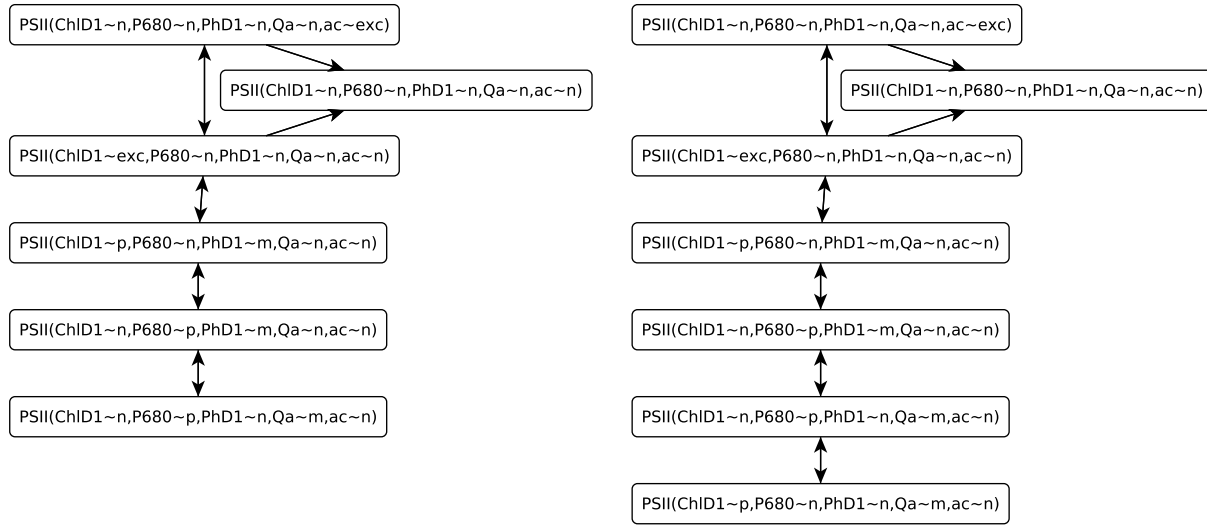 PSII(ChlD1~n,P680~n,PhD1~n,Qa~n,ac~exc)
PSII(ChlD1~n,P680~n,PhD1~n,Qa~n,ac~n)
PSII(ChlD1~exc,P680~n,PhD1~n,Qa~n,ac~n)
PSII(ChlD1~p,P680~n,PhD1~m,Qa~n,ac~n)
PSII(ChlD1~n,P680~p,PhD1~m,Qa~n,ac~n)
PSII(ChlD1~n,P680~p,PhD1~n,Qa~m,ac~n)
PSII(ChlD1~n,P680~n,PhD1~n,Qa~n,ac~exc)
PSII(ChlD1~n,P680~n,PhD1~n,Qa~n,ac~n)
PSII(ChlD1~exc,P680~n,PhD1~n,Qa~n,ac~n)
PSII(ChlD1~p,P680~n,PhD1~m,Qa~n,ac~n)
PSII(ChlD1~n,P680~p,PhD1~m,Qa~n,ac~n)
PSII(ChlD1~n,P680~p,PhD1~n,Qa~m,ac~n)
PSII(ChlD1~p,P680~n,PhD1~n,Qa~m,ac~n)